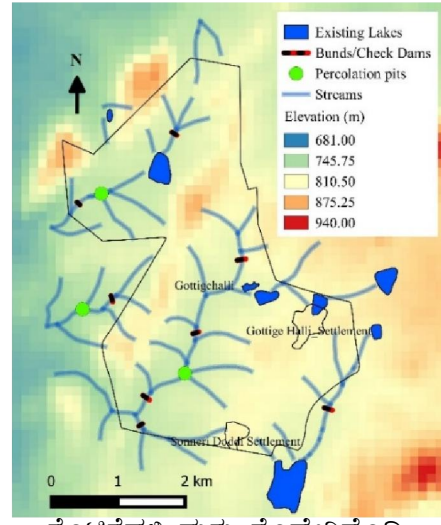 N
Existing Lakes
Bunds/Check Dams
Percolation pits
Streams
Elevation (m)
681.00
745.75
810.50
875.25
940.00
Gottigehalli
Gottige Halli_Settlement
Sonneri Doddi Settlement
0 1 2 km